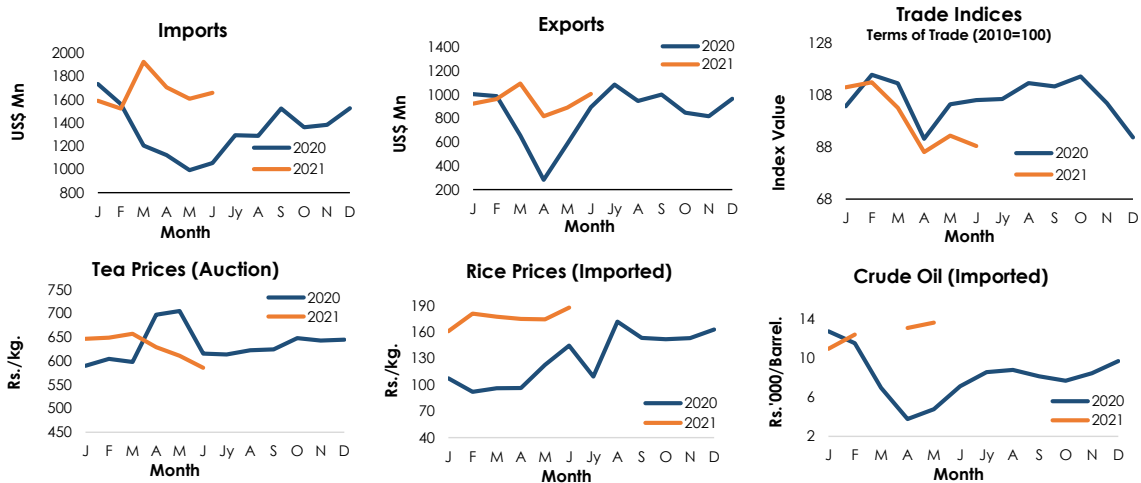 Imports
2000
1800
1600
1400
1200
1000
800
US$ Mn
2020
2021
J F M A M J Jy A S O N D
Month
Exports
1400
1200
1000
800
600
400
200
US$ Mn
2020
2021
J F M A M J Jy A S O N D
Month
Trade Indices
Terms of Trade (2010=100)
128
108
88
68
Index Value
2020
2021
J F M A M J Jy A S O N D
Month
Tea Prices (Auction)
750
700
650
600
550
500
450
Rs./kg.
2020
2021
J F M A M J Jy A S O N D
Month
Rice Prices (Imported)
190
160
130
100
70
40
Rs./kg.
2020
2021
J F M A M J Jy A S O N D
Month
Crude Oil (Imported)
14
10
6
2
Rs.'000/Barrel.
2020
2021
J F M A M J Jy A S O N D
Month